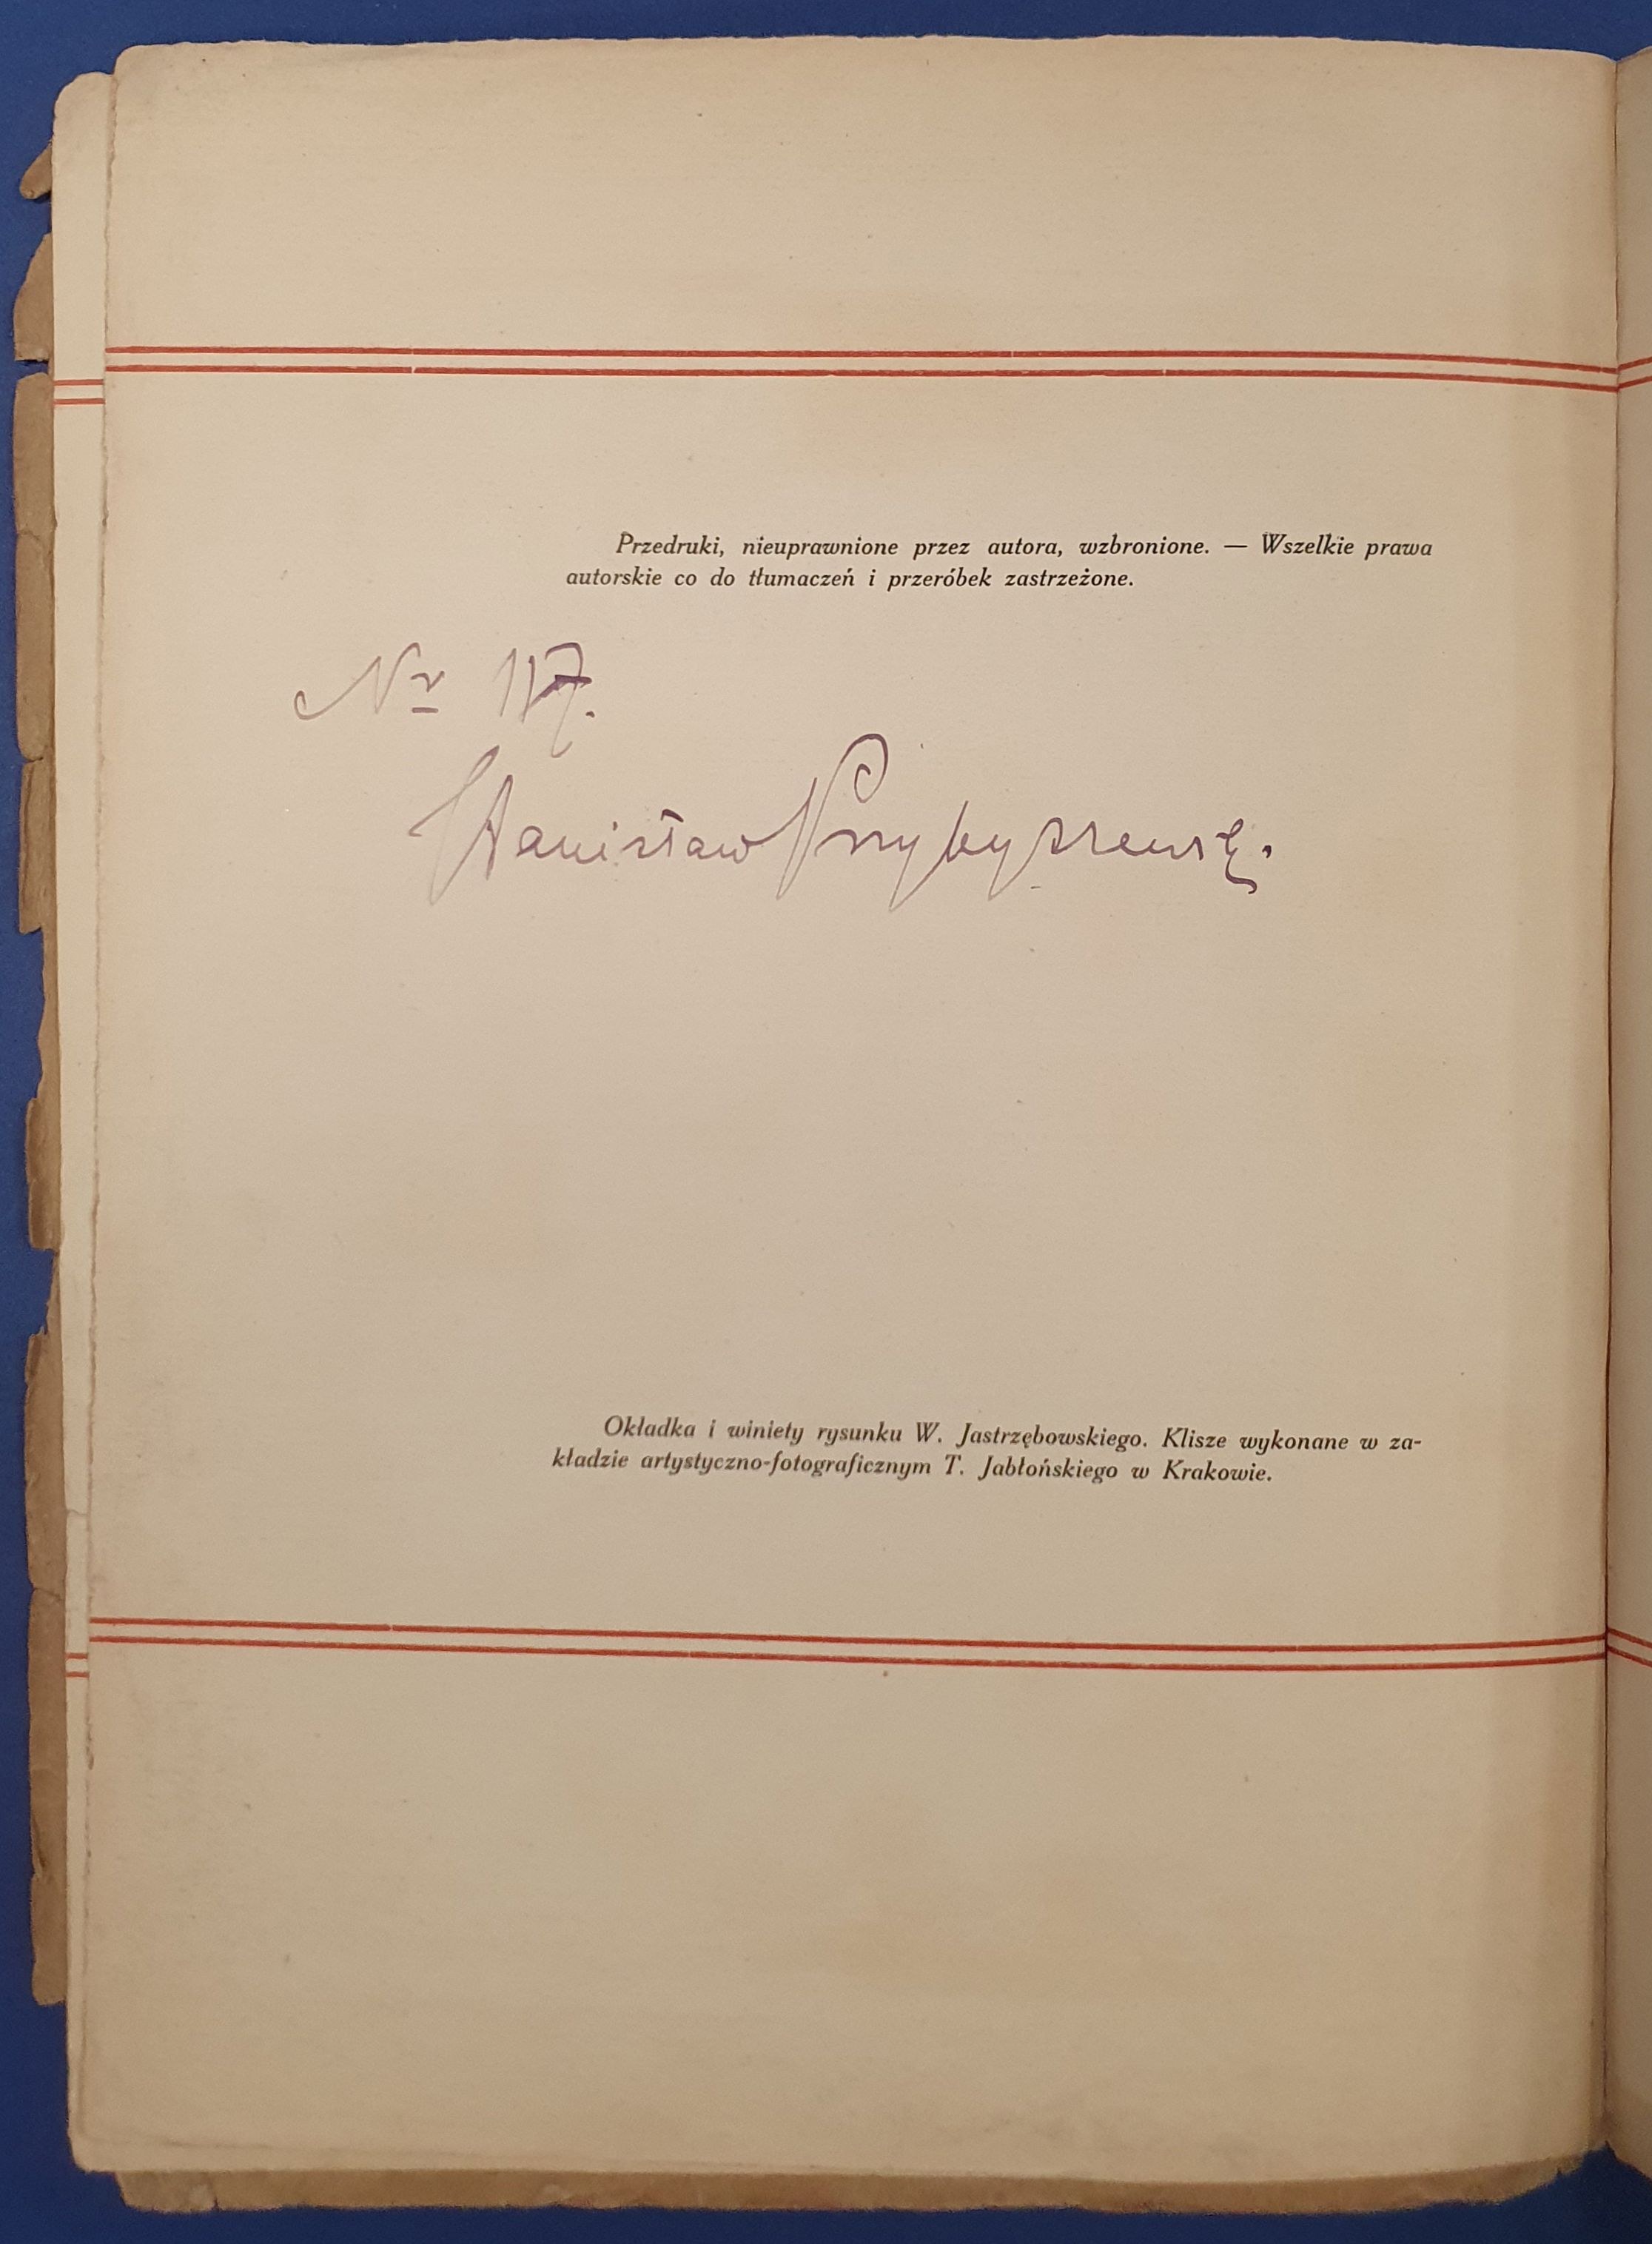 Przedruki, nieuprawnione przez autora, wzbronione. — Wszelkie prawa
autorskie co do tłumaczeń i przeróbek zastrzeżone.
Nr 117.
Stanisław Przybyszewski.
Okładka i winiety rysunku W. Jastrzębowskiego. Klisze wykonane w za-
kładzie artystyczno-fotograficznym T. Jabłońskiego w Krakowie.